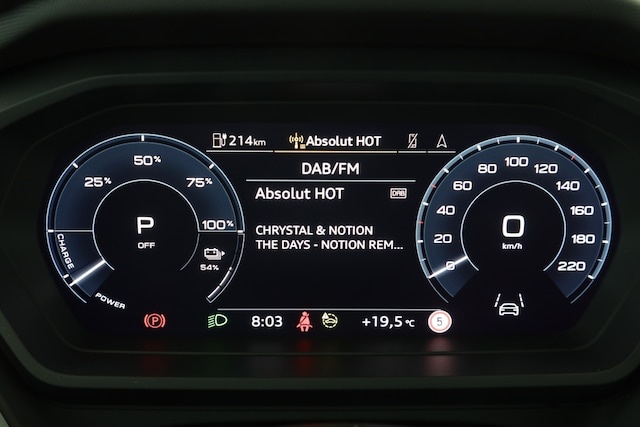 214km Absolut HOT
DAB/FM
Absolut HOT DAB
CHRYSTAL & NOTION
THE DAYS - NOTION REM...
25% 50% 75% 100%
P
OFF
CHARGE
POWER
54%
0 20 40 60 80 100 120 140 160 180 200 220
0
km/h
P 8:03 +19,5°C 5